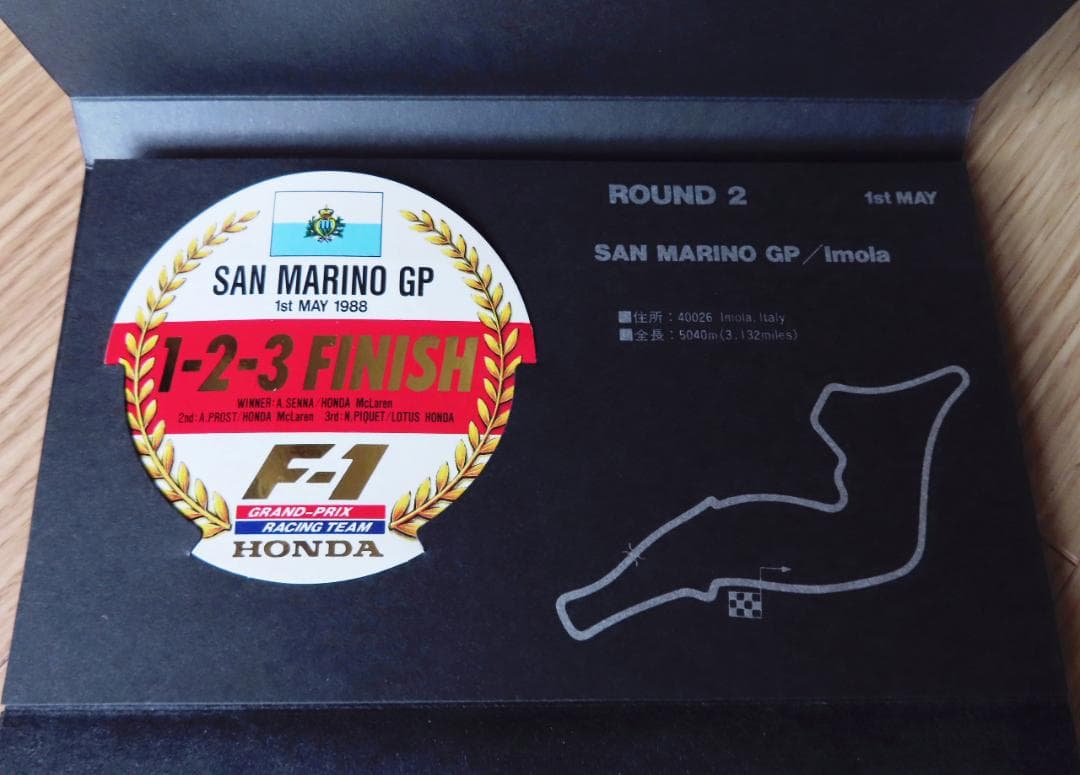 SAN MARINO GP
1st MAY 1988
1-2-3 FINISH
WINNER: A.SENNA/HONDA McLaren
2nd: A.PROST/HONDA McLaren 3rd: N.PIQUET/LOTUS HONDA
F-1
GRAND-PRIX
RACING TEAM
HONDA
ROUND 2 1st MAY
SAN MARINO GP／Imola
■住所：40026 Imola, Italy
■全長：5040m(3.132miles)